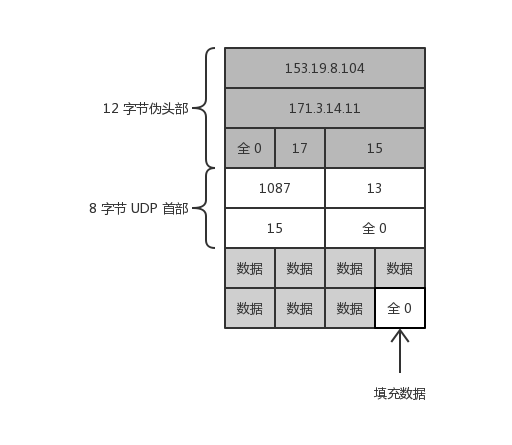 153.19.8.104
12 字节伪头部
171.3.14.11
全 0
17
15
1087
13
8 字节 UDP 首部
15
全 0
数据
数据
数据
数据
数据
数据
数据
全 0
填充数据